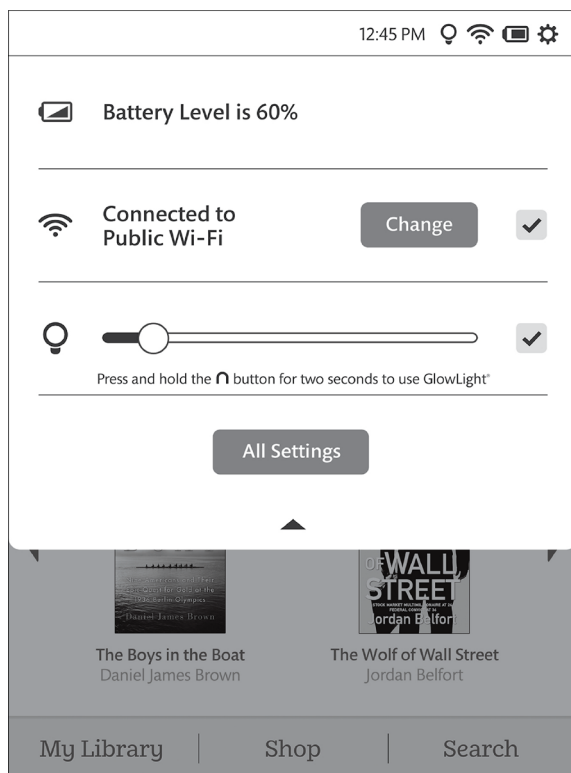 12:45 PM
Battery Level is 60%
Connected to
Public Wi-Fi
Change
Press and hold the n button for two seconds to use GlowLight®
All Settings
OF WALL
STREET
Jordan Belfort
Daniel James Brown
The Boys in the Boat
Daniel James Brown
The Wolf of Wall Street
Jordan Belfort
My Library
Shop
Search